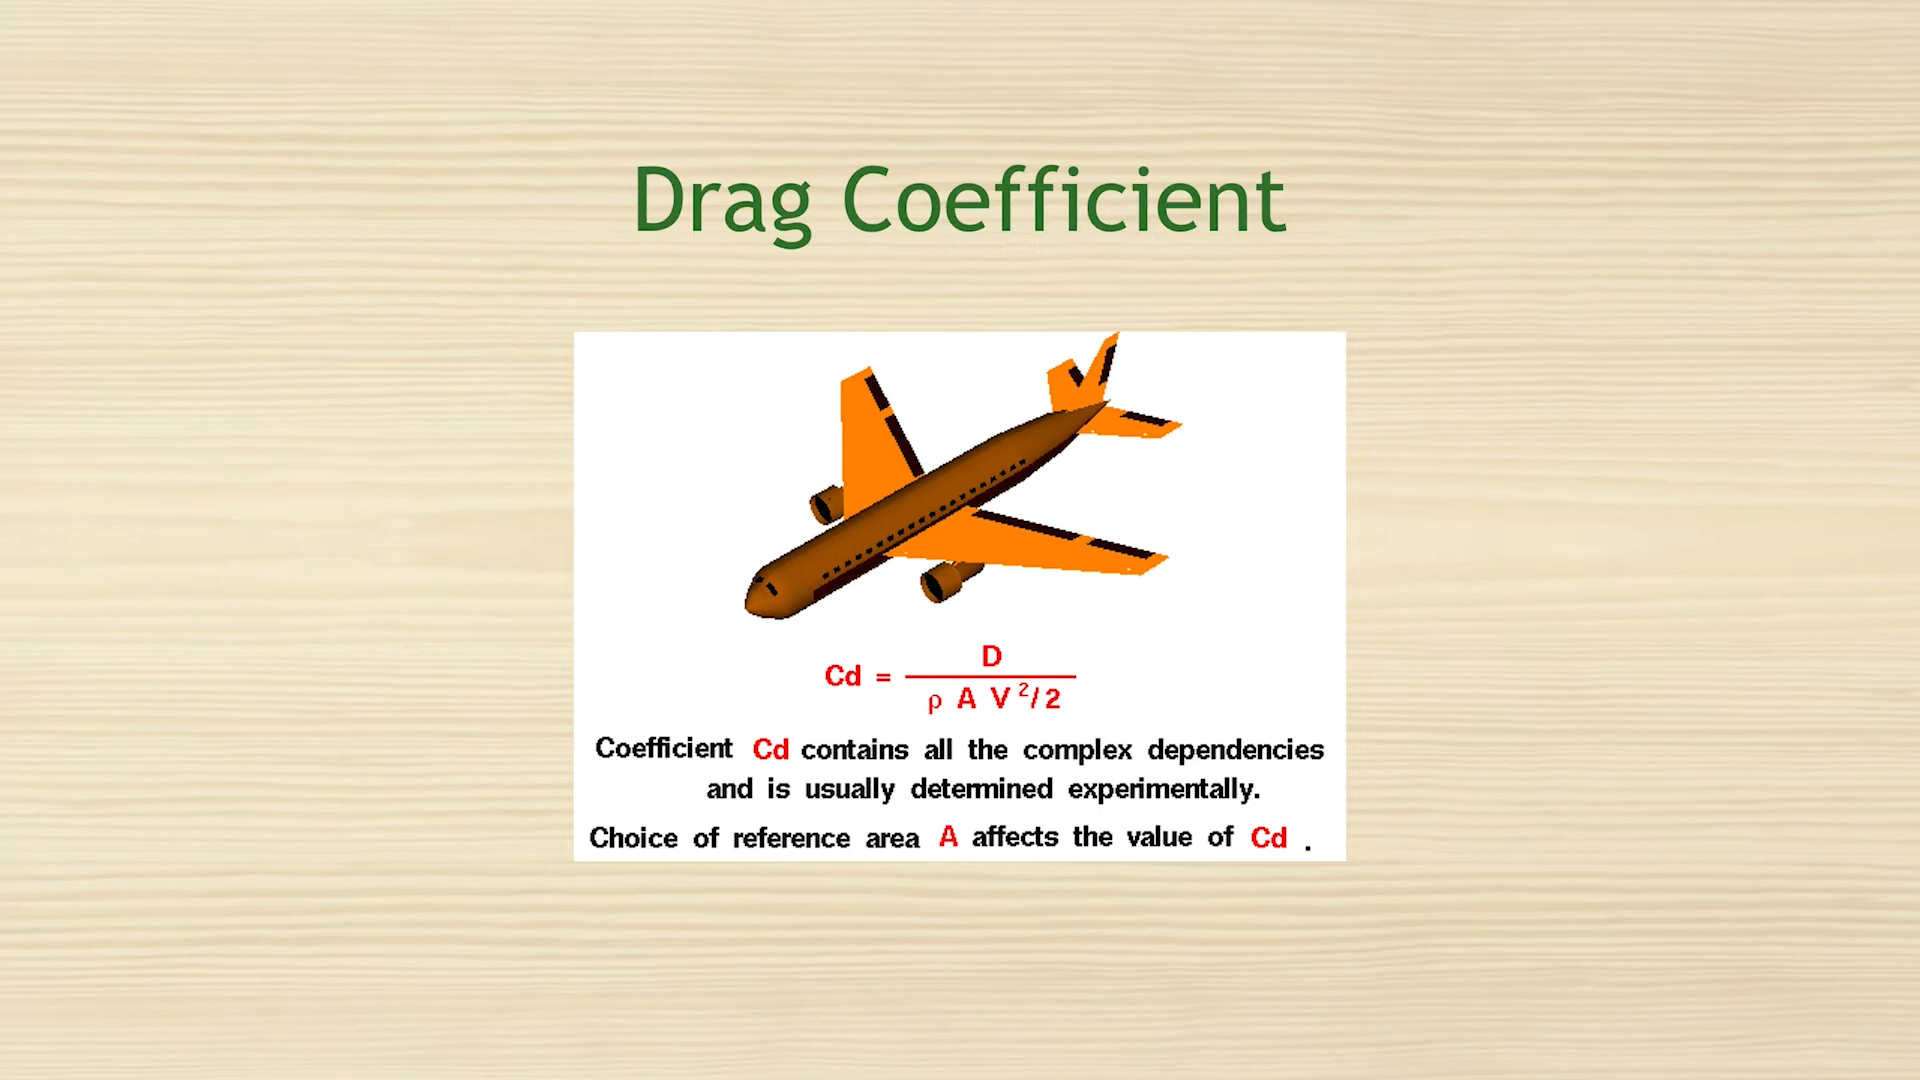 Drag Coefficient
Cd = D / ρ A V ²/2
Coefficient Cd contains all the complex dependencies
and is usually determined experimentally.
Choice of reference area A affects the value of Cd .